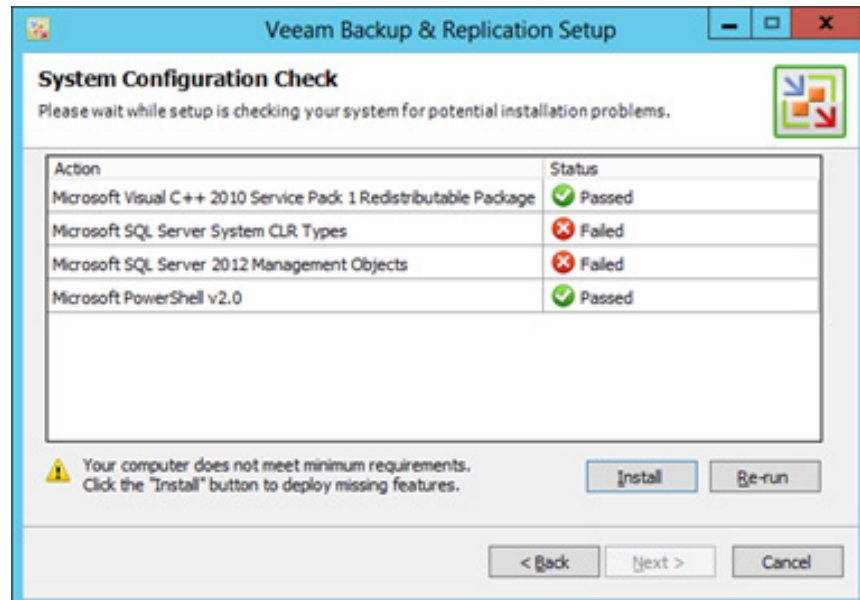 Veeam Backup & Replication Setup
System Configuration Check
Please wait while setup is checking your system for potential installation problems.
Action Status
Microsoft Visual C++ 2010 Service Pack 1 Redistributable Package Passed
Microsoft SQL Server System CLR Types Failed
Microsoft SQL Server 2012 Management Objects Failed
Microsoft PowerShell v2.0 Passed
Your computer does not meet minimum requirements.
Click the "Install" button to deploy missing features.
Install Re-run
< Back Next > Cancel